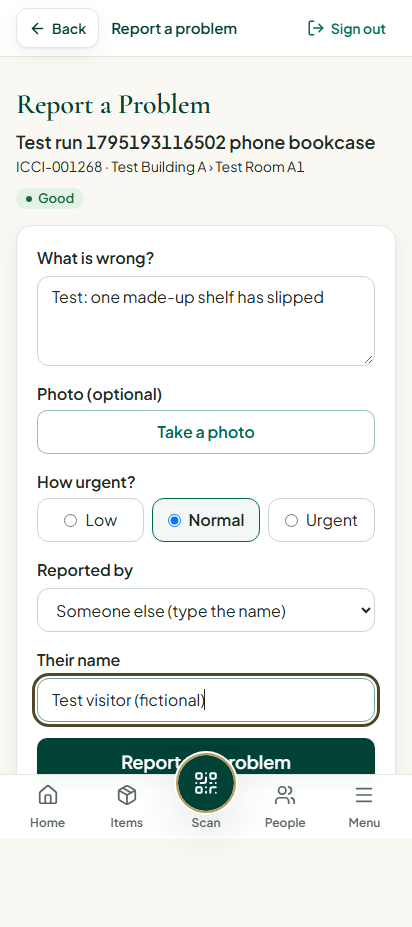 Back
Report a problem
Sign out
Report a Problem
Test run 1795193116502 phone bookcase
ICCI-001268 · Test Building A › Test Room A1
Good
What is wrong?
Test: one made-up shelf has slipped
Photo (optional)
Take a photo
How urgent?
Low
Normal
Urgent
Reported by
Someone else (type the name)
Their name
Test visitor (fictional)
Report problem
Home
Items
Scan
People
Menu